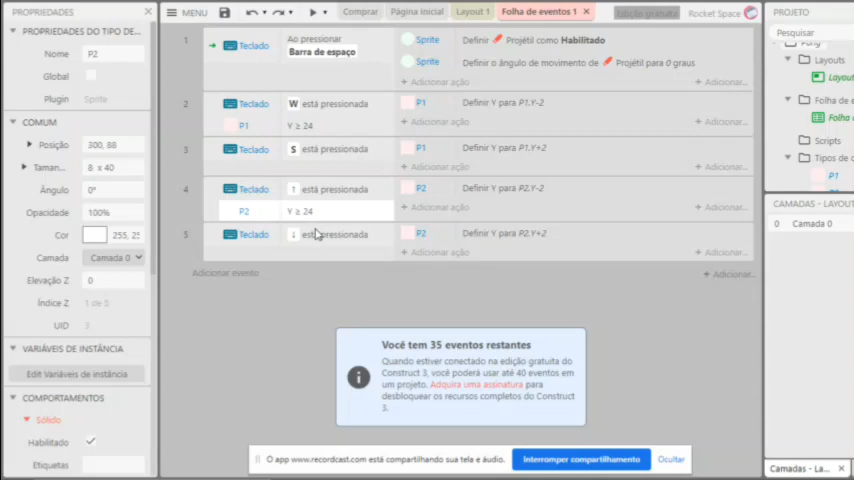 PROPRIEDADES
PROPRIEDADES DO TIPO DE...
Nome P2
Global
Plugin Sprite
COMUM
Posição 300, 88
Taman... 8 x 40
Ângulo 0°
Opacidade 100%
Cor 255, 25
Camada Camada 0
Elevação Z 0
Índice Z 1 de 5
UID 3
VARIÁVEIS DE INSTÂNCIA
Edit Variáveis de instância
COMPORTAMENTOS
Sólido
Habilitado
Etiquetas
MENU
Comprar
Página inicial
Layout 1
Folha de eventos 1
Edição gratuita
Rocket Space
1 Teclado Ao pressionar Barra de espaço
Sprite Definir Projétil como Habilitado
Sprite Definir o ângulo de movimento de Projétil para 0 graus
Adicionar ação Adicionar...
2 Teclado W está pressionada
P1 Definir Y para P1.Y-2
P1 Y ≥ 24
Adicionar ação Adicionar...
3 Teclado S está pressionada
P1 Definir Y para P1.Y+2
Adicionar ação Adicionar...
4 Teclado ↑ está pressionada
P2 Definir Y para P2.Y-2
P2 Y ≥ 24
Adicionar ação Adicionar...
5 Teclado ↓ está pressionada
P2 Definir Y para P2.Y+2
Adicionar ação Adicionar...
Adicionar evento Adicionar...
Você tem 35 eventos restantes
Quando estiver conectado na edição gratuita do
Construct 3, você poderá usar até 40 eventos em
um projeto. Adquira uma assinatura para
desbloquear os recursos completos do Construct
3.
O app www.recordcast.com está compartilhando sua tela e áudio.
Interromper compartilhamento
Ocultar
PROJETO
Pesquisar
Pong
Layouts
Layout
Folha de e
Folha
Scripts
Tipos de o
P1
CAMADAS - LAYOUT
0 Camada 0
Camadas - La...